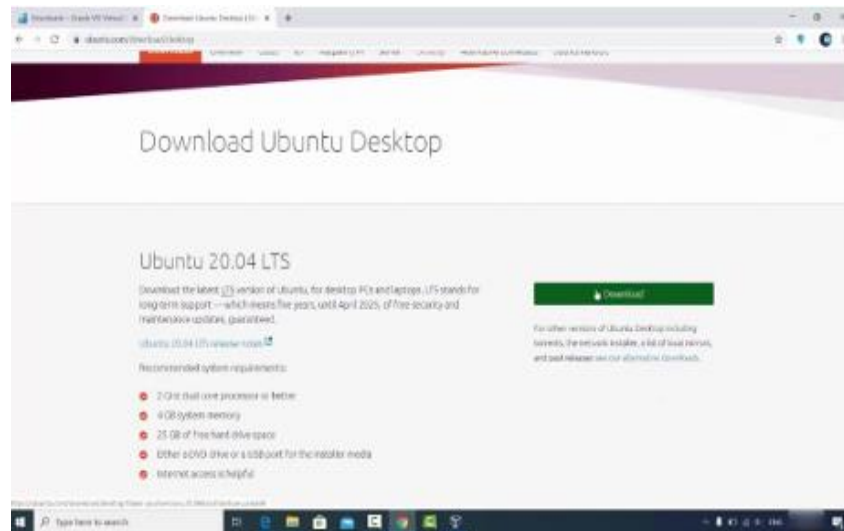 Download Ubuntu Desktop
Ubuntu 20.04 LTS
Download the latest LTS version of Ubuntu, for desktop PCs and laptops. LTS stands for
long-term support — which means five years, until April 2025, of free security and
maintenance updates, guaranteed.
Ubuntu 20.04 LTS release notes
Recommended system requirements:
2 GHz dual core processor or better
4 GB system memory
25 GB of free hard drive space
Either a DVD drive or a USB port for the installer media
Internet access is helpful
Download
For other versions of Ubuntu Desktop including
torrents, the network installer, a list of local mirrors,
and past releases see our alternative downloads.
Type here to search